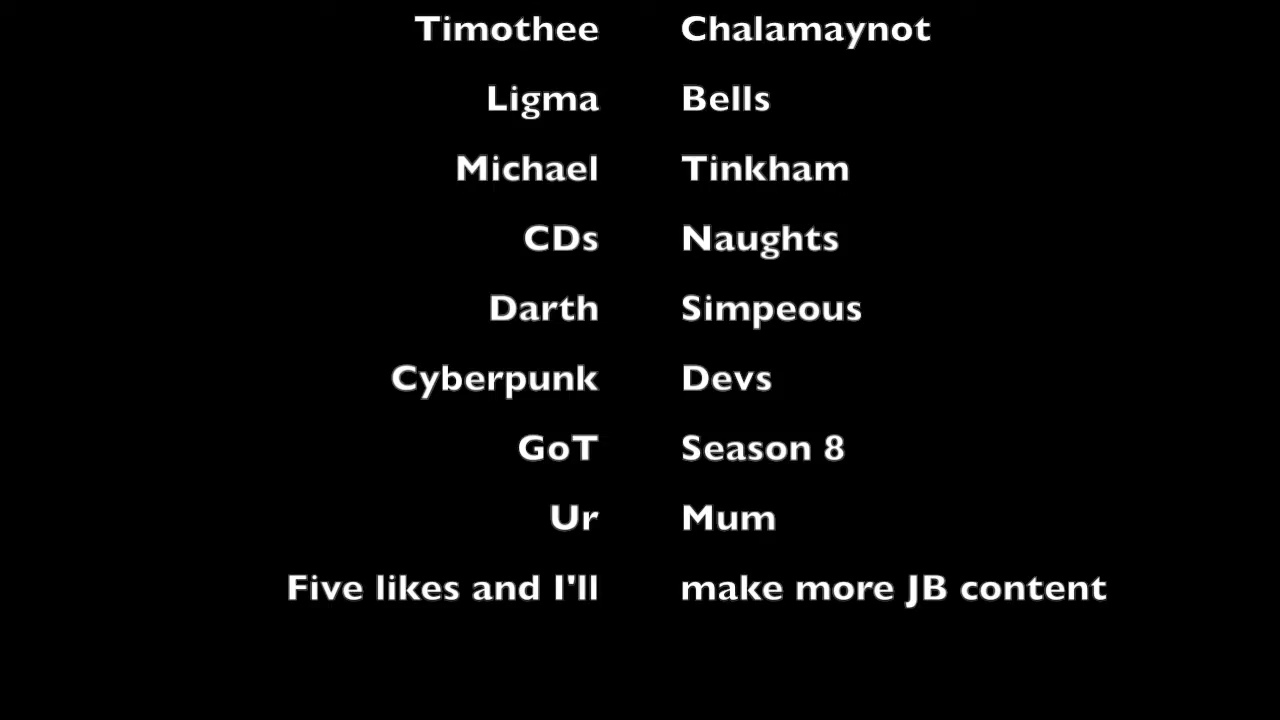 Timothee Chalamaynot
Ligma Bells
Michael Tinkham
CDs Naughts
Darth Simpeous
Cyberpunk Devs
GoT Season 8
Ur Mum
Five likes and I'll make more JB content